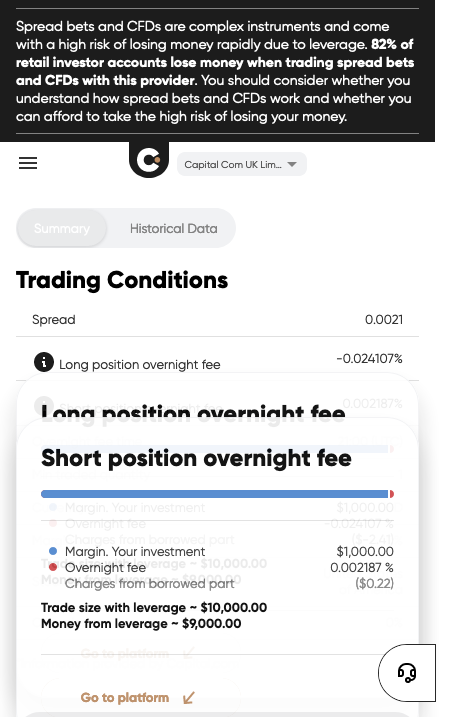 Spread bets and CFDs are complex instruments and come
with a high risk of losing money rapidly due to leverage. 82% of
retail investor accounts lose money when trading spread bets
and CFDs with this provider. You should consider whether you
understand how spread bets and CFDs work and whether you
can afford to take the high risk of losing your money.
Capital Com UK Lim...
Summary Historical Data
Trading Conditions
Spread 0.0021
Long position overnight fee -0.024107%
0.002187%
Long position overnight fee
Short position overnight fee
Margin. Your investment $1,000.00
Overnight fee -0.024107 %
Charges from borrowed part ($-2.41)
Margin. Your investment $1,000.00
Overnight fee 0.002187 %
Charges from borrowed part ($0.22)
Trade size with leverage ~ $10,000.00
Money from leverage ~ $9,000.00
Go to platform
Go to platform